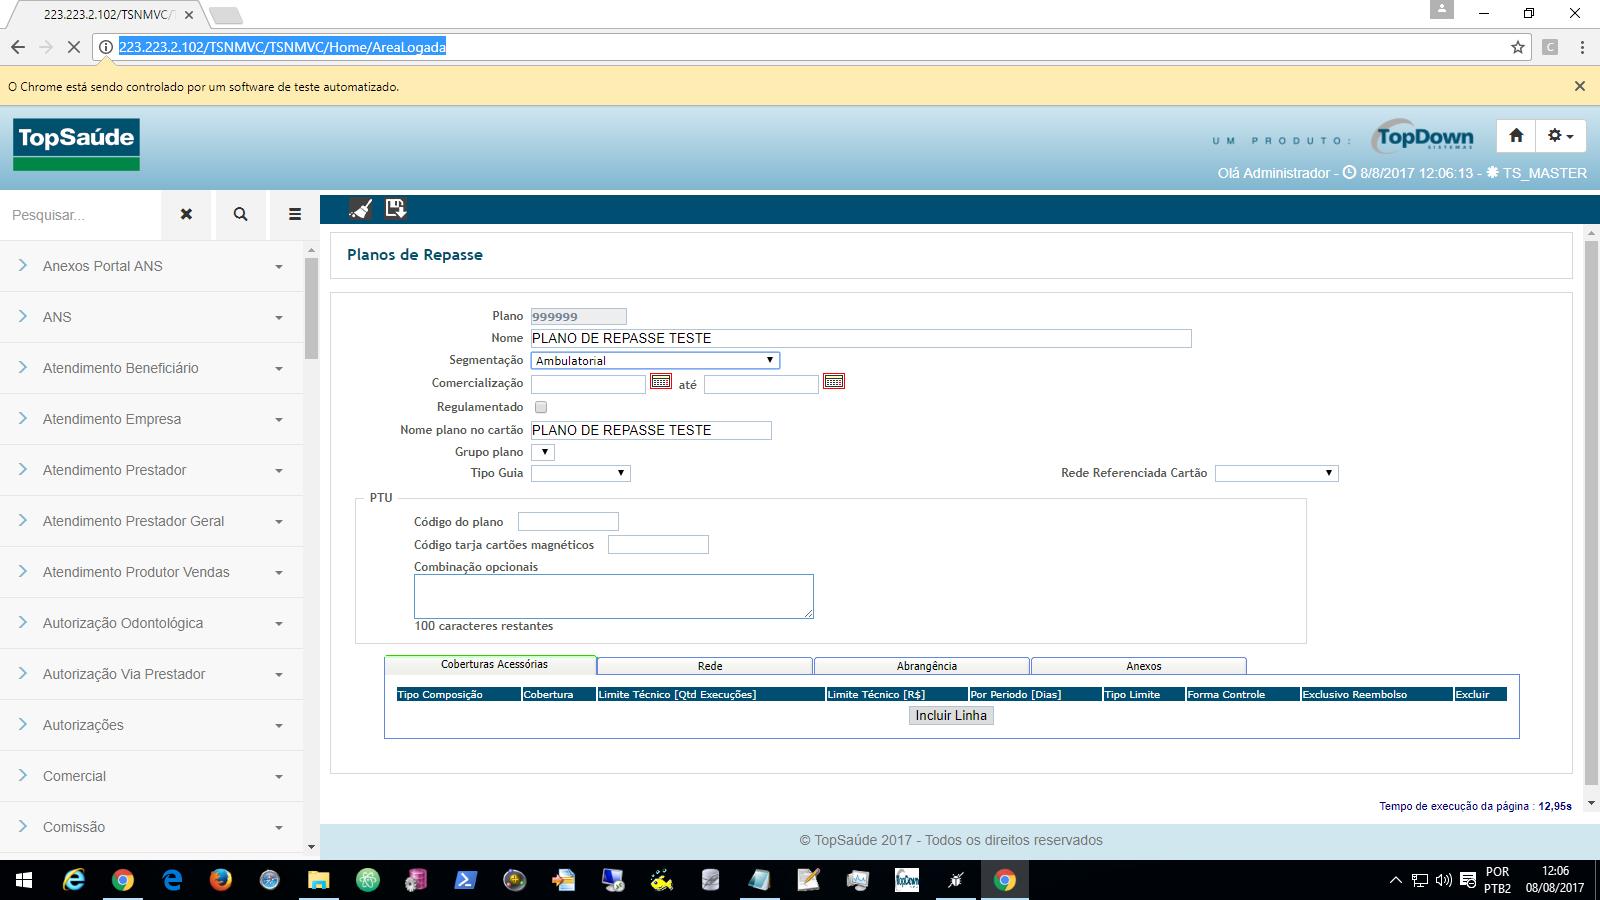 223.223.2.102/TSNMVC/T
223.223.2.102/TSNMVC/TSNMVC/Home/AreaLogada
C
O Chrome está sendo controlado por um software de teste automatizado.
TopSaúde
UM PRODUTO:
TopDown
SISTEMAS
Olá Administrador - 8/8/2017 12:06:13 - TS_MASTER
Pesquisar...
Anexos Portal ANS
ANS
Atendimento Beneficiário
Atendimento Empresa
Atendimento Prestador
Atendimento Prestador Geral
Atendimento Produtor Vendas
Autorização Odontológica
Autorização Via Prestador
Autorizações
Comercial
Comissão
Planos de Repasse
Plano 999999
Nome PLANO DE REPASSE TESTE
Segmentação Ambulatorial
Comercialização até
Regulamentado
Nome plano no cartão PLANO DE REPASSE TESTE
Grupo plano
Tipo Guia Rede Referenciada Cartão
PTU
Código do plano
Código tarja cartões magnéticos
Combinação opcionais
100 caracteres restantes
Coberturas Acessórias Rede Abrangência Anexos
Tipo Composição Cobertura Limite Técnico [Qtd Execuções] Limite Técnico [R$] Por Periodo [Dias] Tipo Limite Forma Controle Exclusivo Reembolso Excluir
Incluir Linha
Tempo de execução da página : 12,95s
© TopSaúde 2017 - Todos os direitos reservados
TopDown
POR
PTB2
12:06
08/08/2017